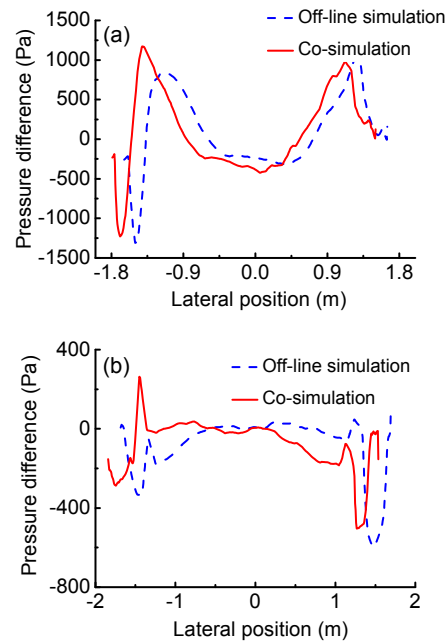 (a)
Off-line simulation
Co-simulation
Pressure difference (Pa)
1500
1000
500
0
-500
-1000
1500
-1.8 -0.9 0.0 0.9 1.8
Lateral position (m)
(b)
Off-line simulation
Co-simulation
Pressure difference (Pa)
400
0
-400
-800
-2 -1 0 1 2
Lateral position (m)